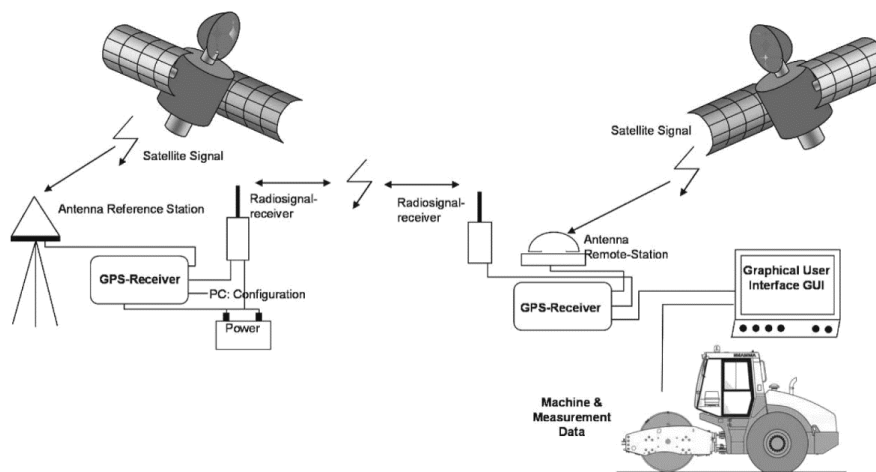 Satellite Signal
Satellite Signal
Antenna Reference Station
Radiosignal-
receiver
Radiosignal-
receiver
Antenna
Remote-Station
GPS-Receiver
PC: Configuration
Power
GPS-Receiver
Graphical User
Interface GUI
Machine &
Measurement
Data